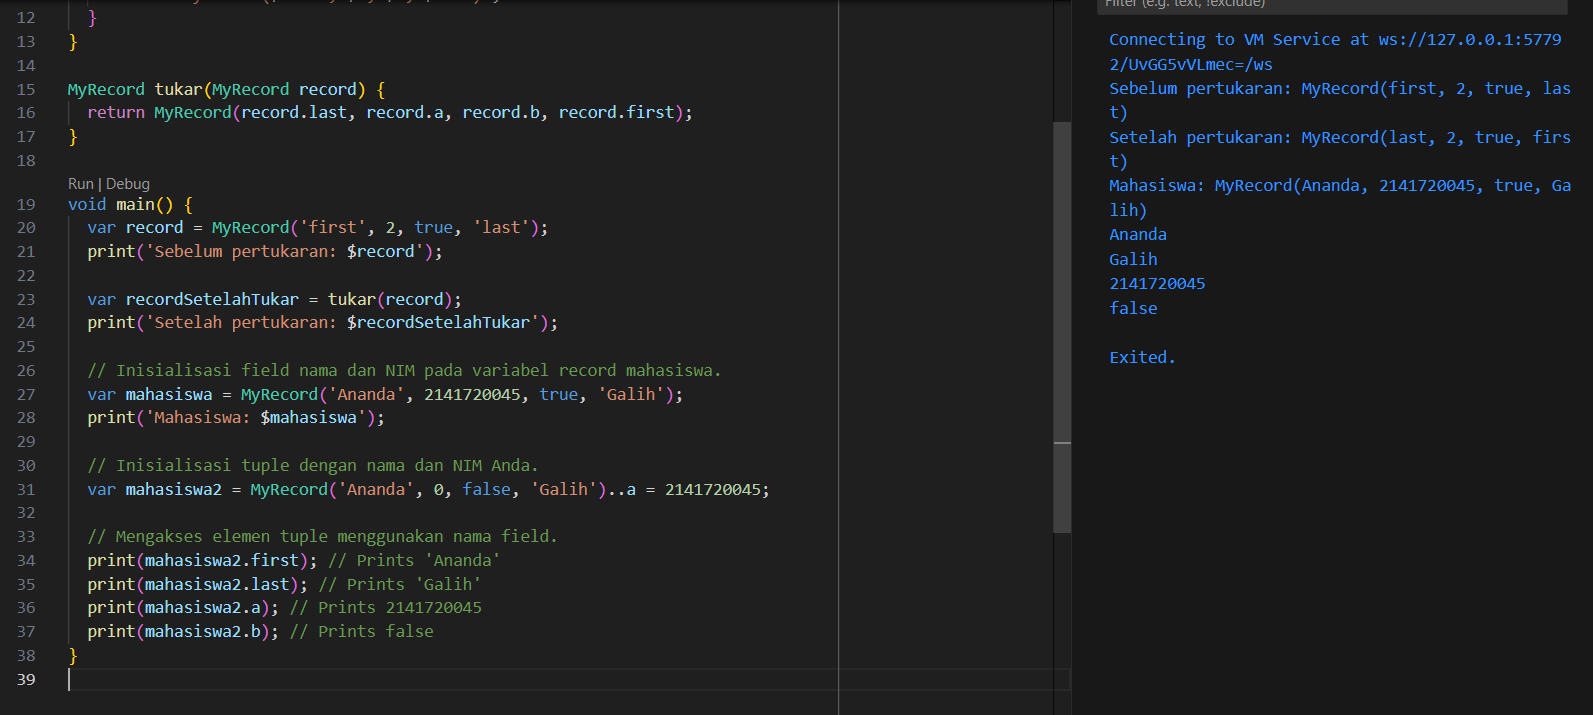 12 }
13 }
14
15 MyRecord tukar(MyRecord record) {
16 return MyRecord(record.last, record.a, record.b, record.first);
17 }
18
Run | Debug
19 void main() {
20 var record = MyRecord('first', 2, true, 'last');
21 print('Sebelum pertukaran: $record');
22
23 var recordSetelahTukar = tukar(record);
24 print('Setelah pertukaran: $recordSetelahTukar');
25
26 // Inisialisasi field nama dan NIM pada variabel record mahasiswa.
27 var mahasiswa = MyRecord('Ananda', 2141720045, true, 'Galih');
28 print('Mahasiswa: $mahasiswa');
29
30 // Inisialisasi tuple dengan nama dan NIM Anda.
31 var mahasiswa2 = MyRecord('Ananda', 0, false, 'Galih')..a = 2141720045;
32
33 // Mengakses elemen tuple menggunakan nama field.
34 print(mahasiswa2.first); // Prints 'Ananda'
35 print(mahasiswa2.last); // Prints 'Galih'
36 print(mahasiswa2.a); // Prints 2141720045
37 print(mahasiswa2.b); // Prints false
38 }
39
Filter (e.g. text, !exclude)
Connecting to VM Service at ws://127.0.0.1:5779
2/UvGG5vVLmec=/ws
Sebelum pertukaran: MyRecord(first, 2, true, las
t)
Setelah pertukaran: MyRecord(last, 2, true, firs
t)
Mahasiswa: MyRecord(Ananda, 2141720045, true, Ga
lih)
Ananda
Galih
2141720045
false
Exited.